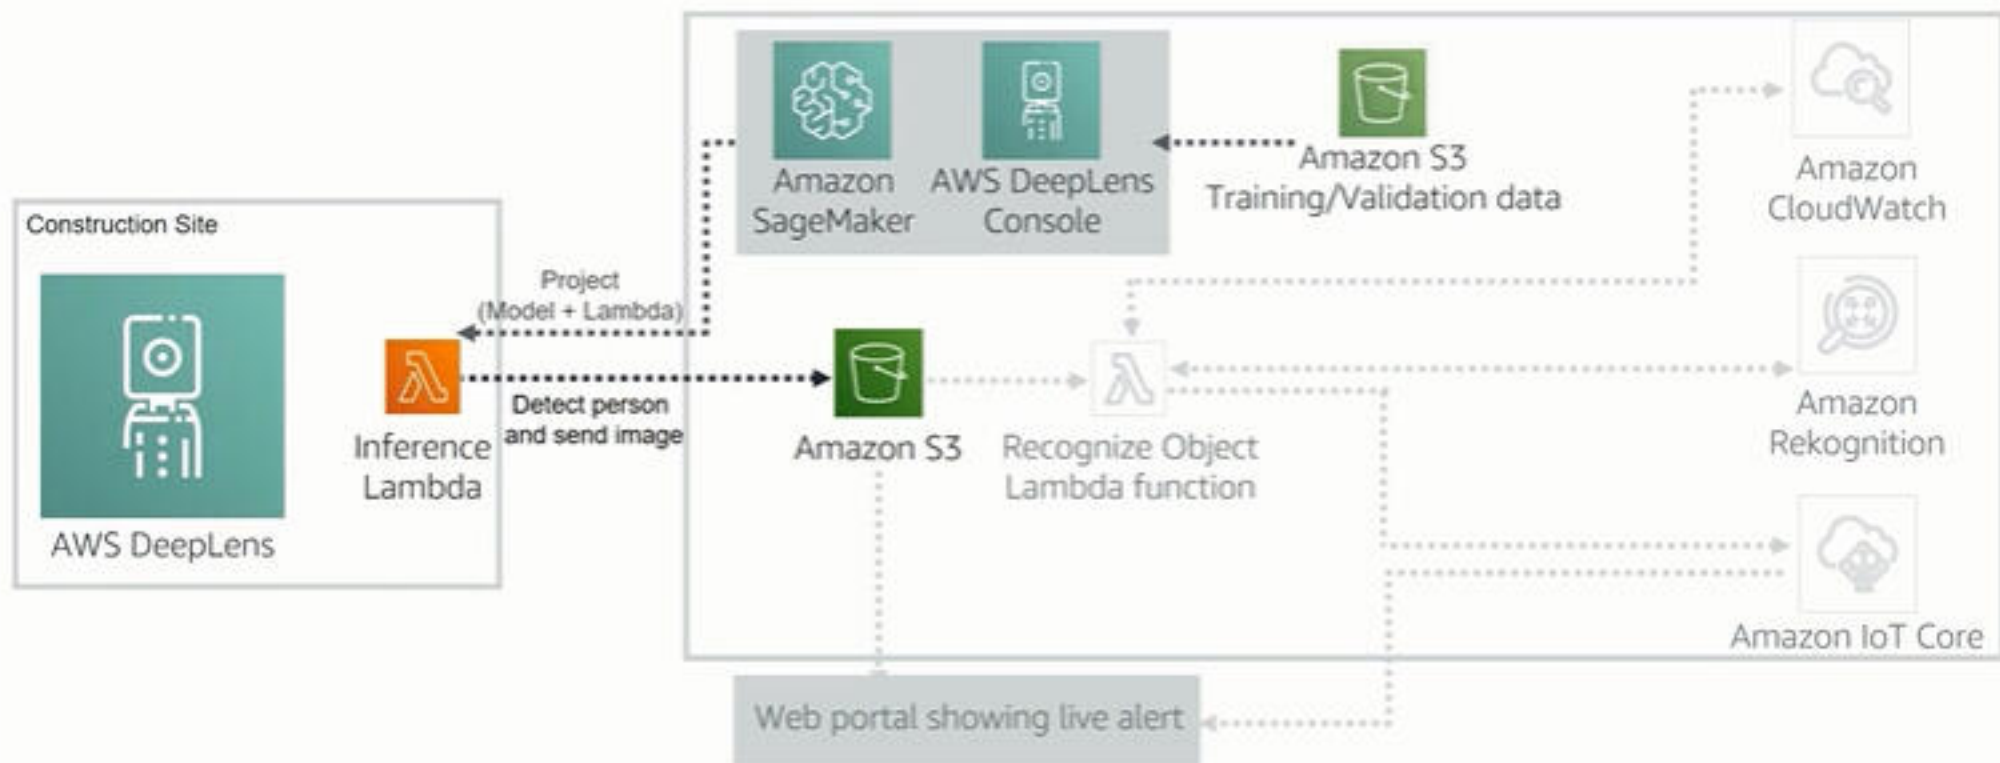 Amazon
SageMaker
AWS DeepLens
Console
Amazon S3
Training/Validation data
Amazon
CloudWatch
Construction Site
Project
(Model + Lambda)
AWS DeepLens
Inference
Lambda
Detect person
and send image
Amazon S3
Recognize Object
Lambda function
Amazon
Rekognition
Amazon IoT Core
Web portal showing live alert